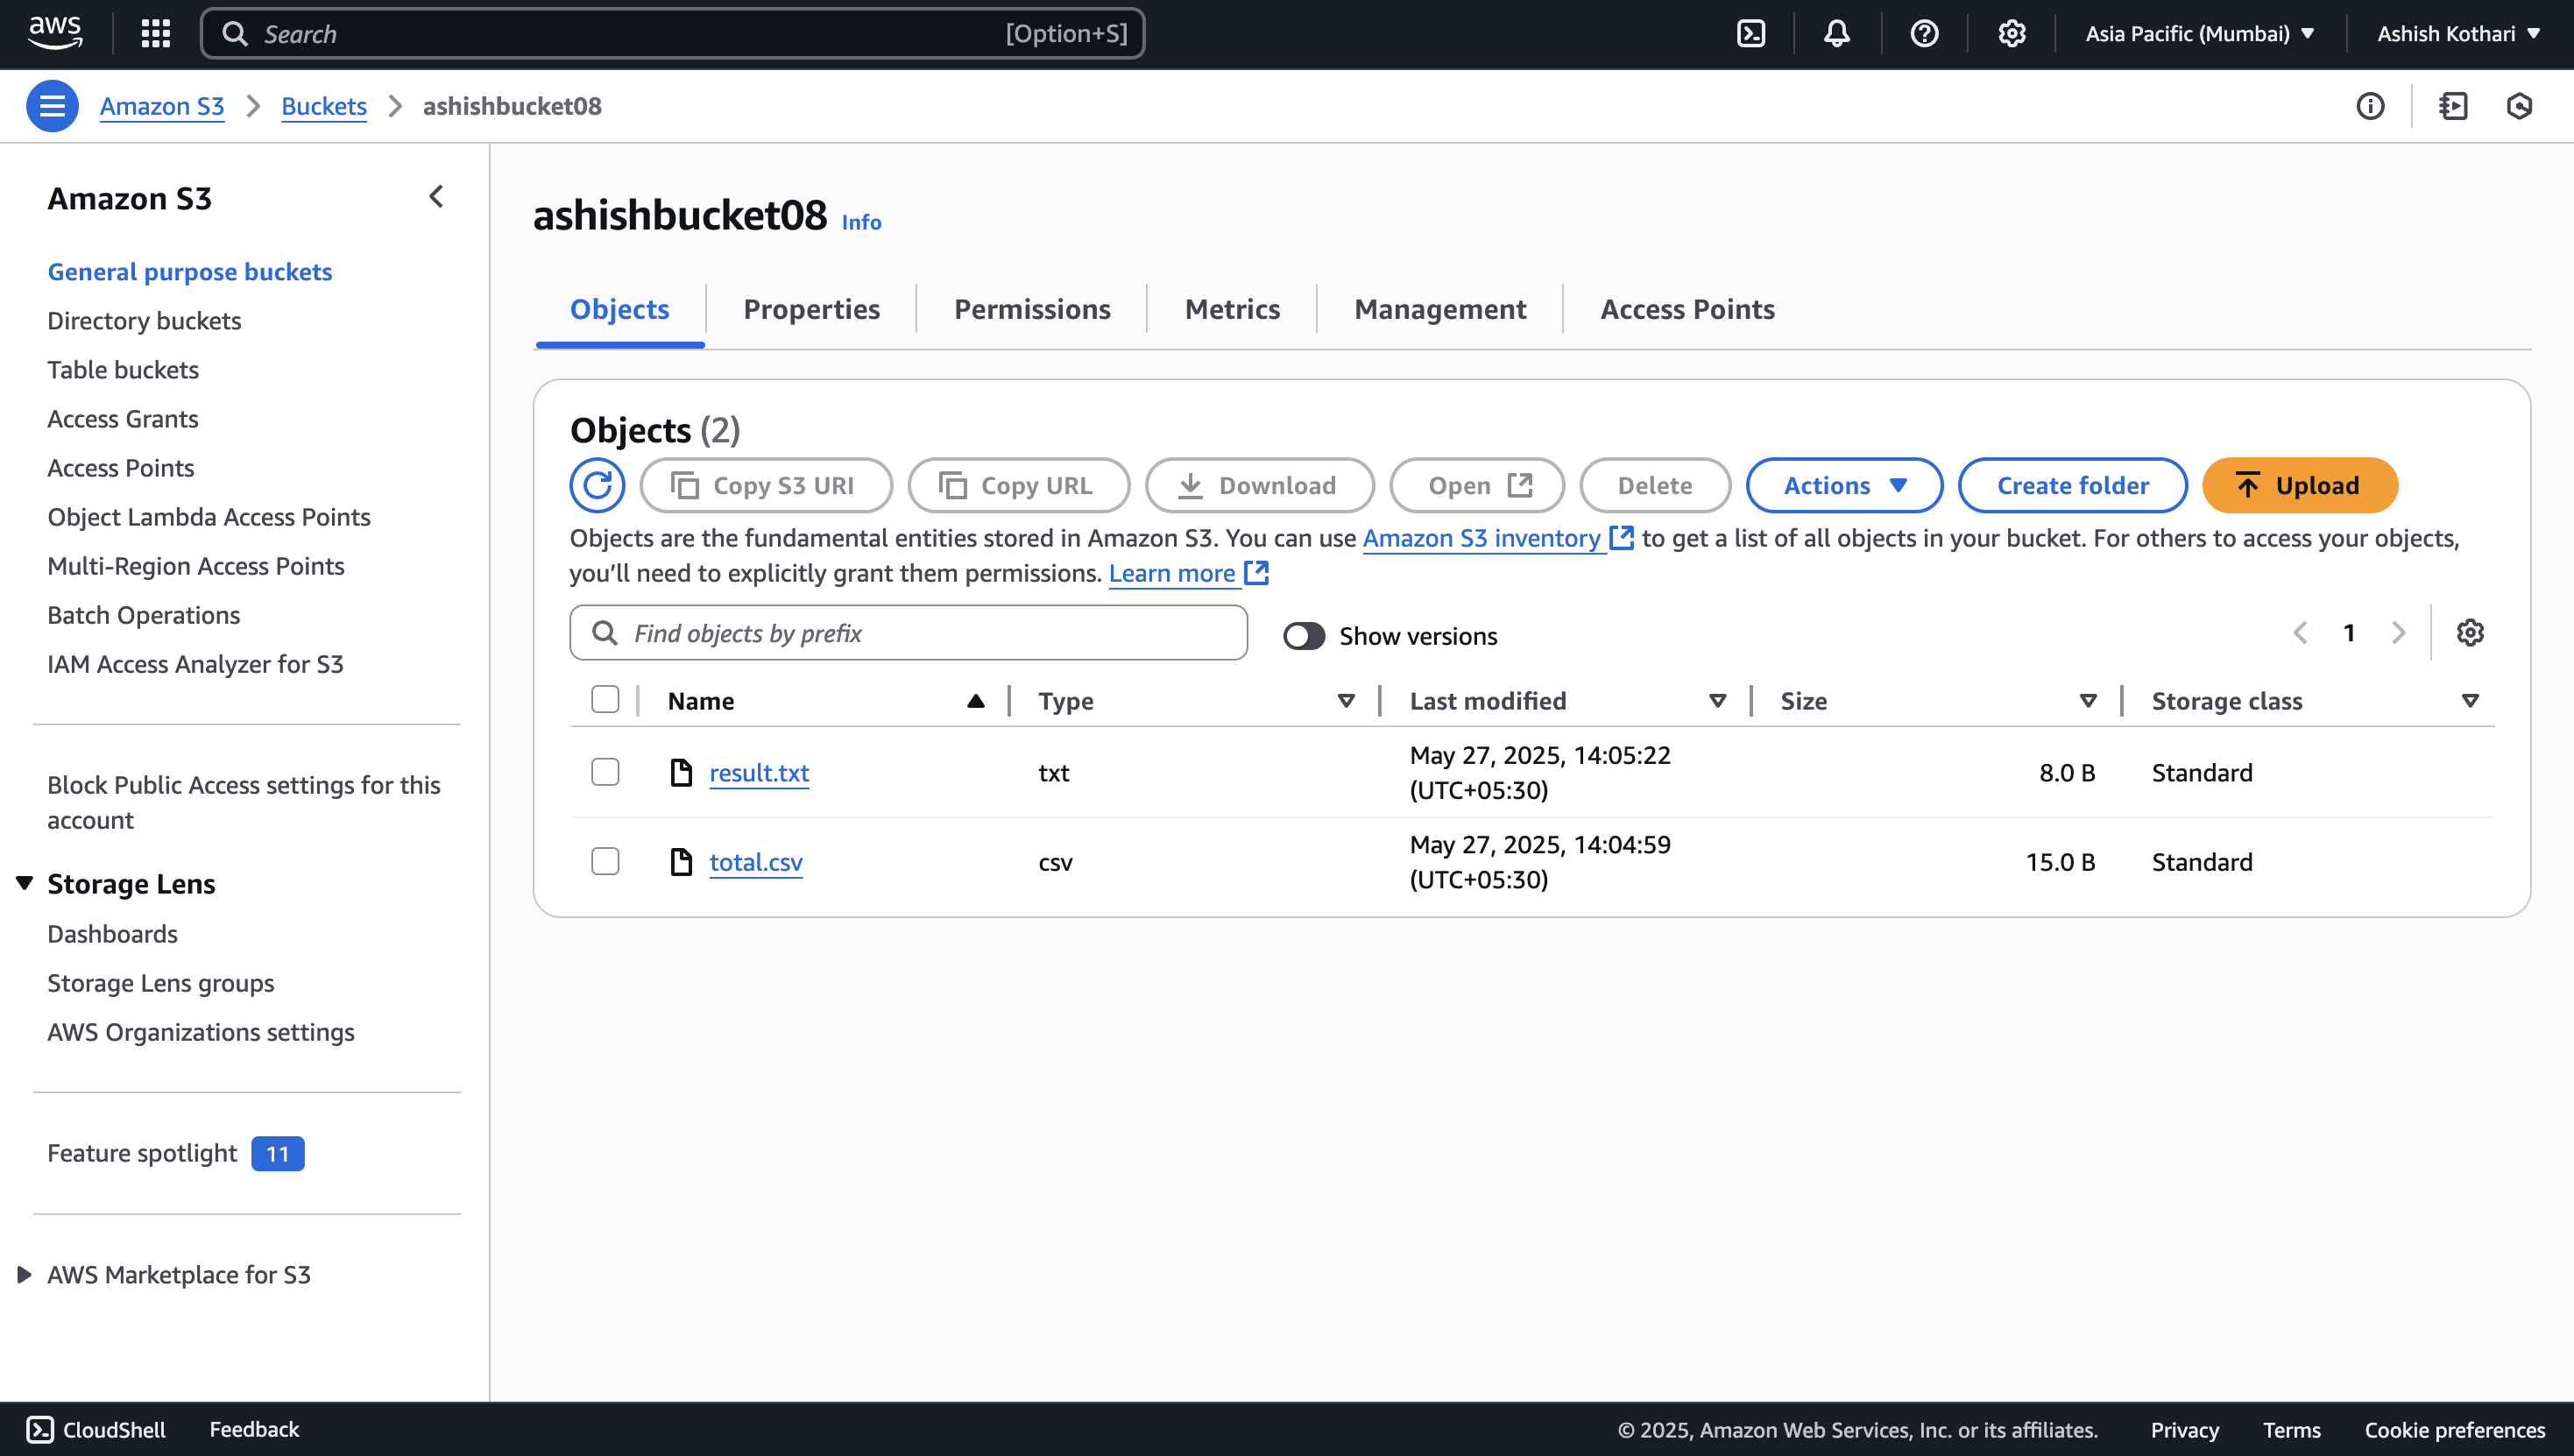 aws
Search [Option+S]
Asia Pacific (Mumbai)
Ashish Kothari
Amazon S3
Buckets
ashishbucket08
Amazon S3
General purpose buckets
Directory buckets
Table buckets
Access Grants
Access Points
Object Lambda Access Points
Multi-Region Access Points
Batch Operations
IAM Access Analyzer for S3
Block Public Access settings for this
account
Storage Lens
Dashboards
Storage Lens groups
AWS Organizations settings
Feature spotlight 11
AWS Marketplace for S3
ashishbucket08 Info
Objects Properties Permissions Metrics Management Access Points
Objects (2)
Copy S3 URI Copy URL Download Open Delete Actions Create folder Upload
Objects are the fundamental entities stored in Amazon S3. You can use Amazon S3 inventory to get a list of all objects in your bucket. For others to access your objects,
you’ll need to explicitly grant them permissions. Learn more
Find objects by prefix
Show versions
1
Name Type Last modified Size Storage class
result.txt txt May 27, 2025, 14:05:22 (UTC+05:30) 8.0 B Standard
total.csv csv May 27, 2025, 14:04:59 (UTC+05:30) 15.0 B Standard
CloudShell Feedback
© 2025, Amazon Web Services, Inc. or its affiliates. Privacy Terms Cookie preferences